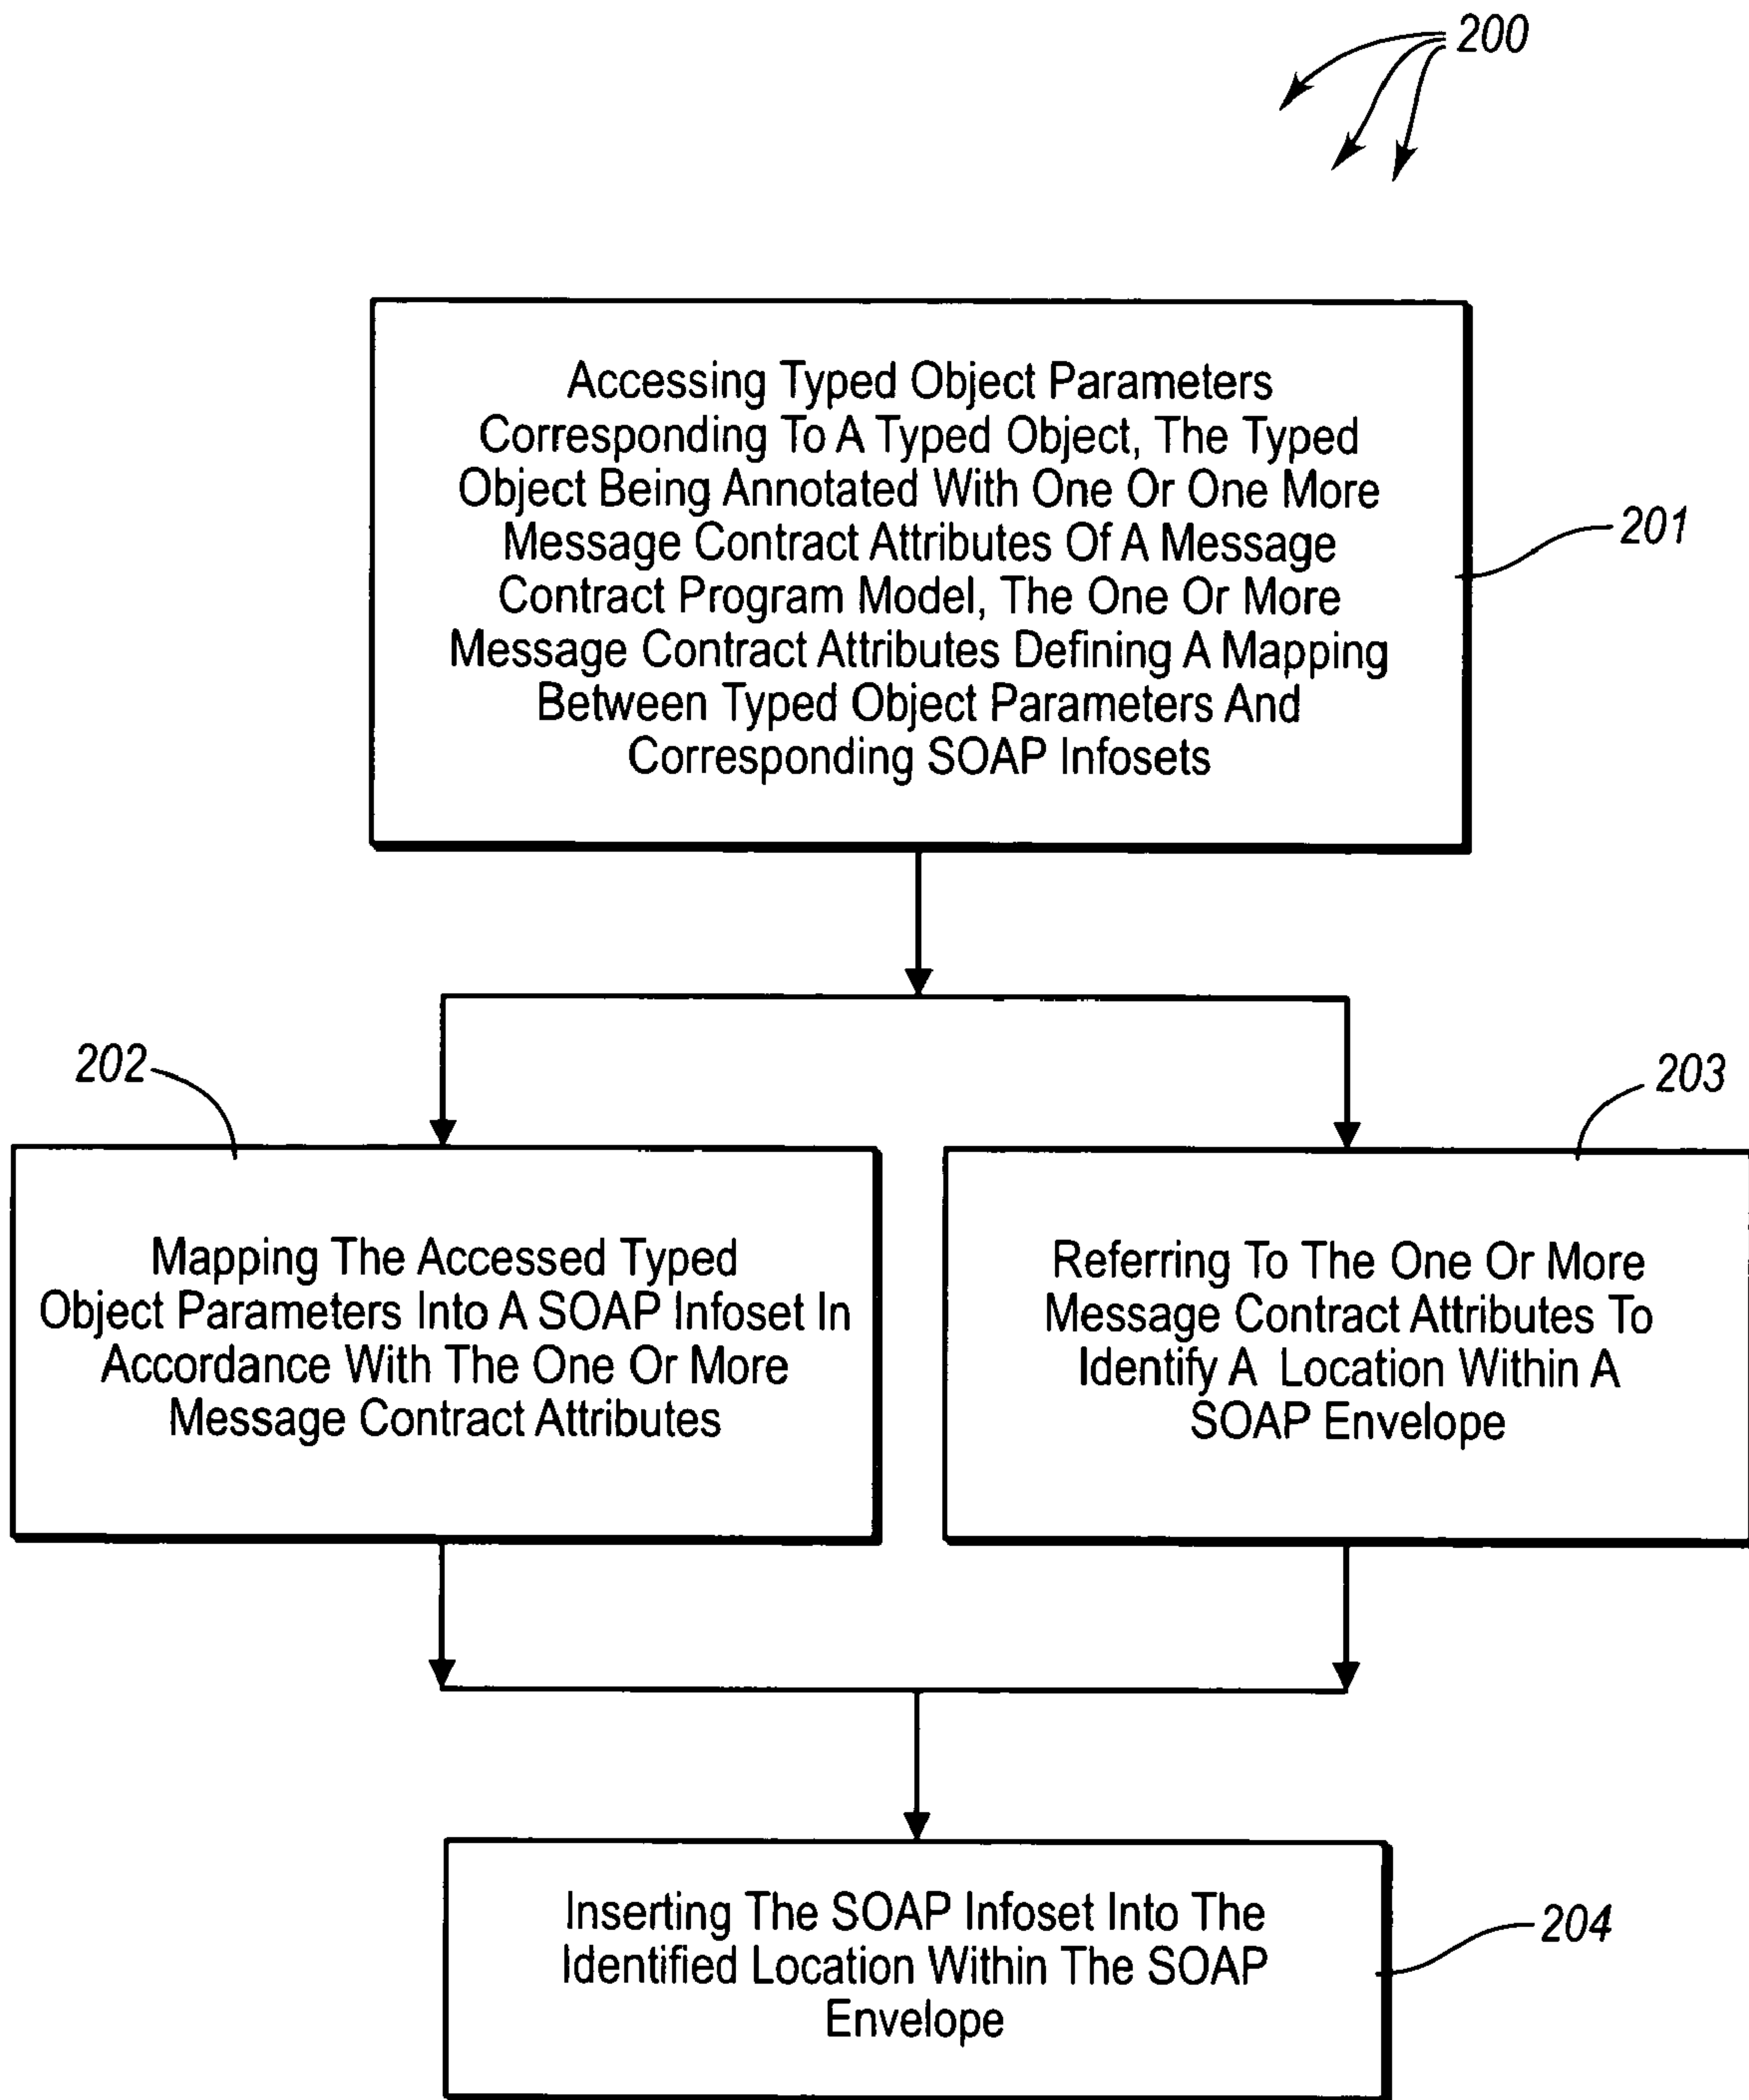 200
Accessing Typed Object Parameters
Corresponding To A Typed Object, The Typed
Object Being Annotated With One Or One More
Message Contract Attributes Of A Message
Contract Program Model, The One Or More
Message Contract Attributes Defining A Mapping
Between Typed Object Parameters And
Corresponding SOAP Infosets
201
202
203
Mapping The Accessed Typed
Object Parameters Into A SOAP Infoset In
Accordance With The One Or More
Message Contract Attributes
Referring To The One Or More
Message Contract Attributes To
Identify A Location Within A
SOAP Envelope
Inserting The SOAP Infoset Into The
Identified Location Within The SOAP
Envelope
204